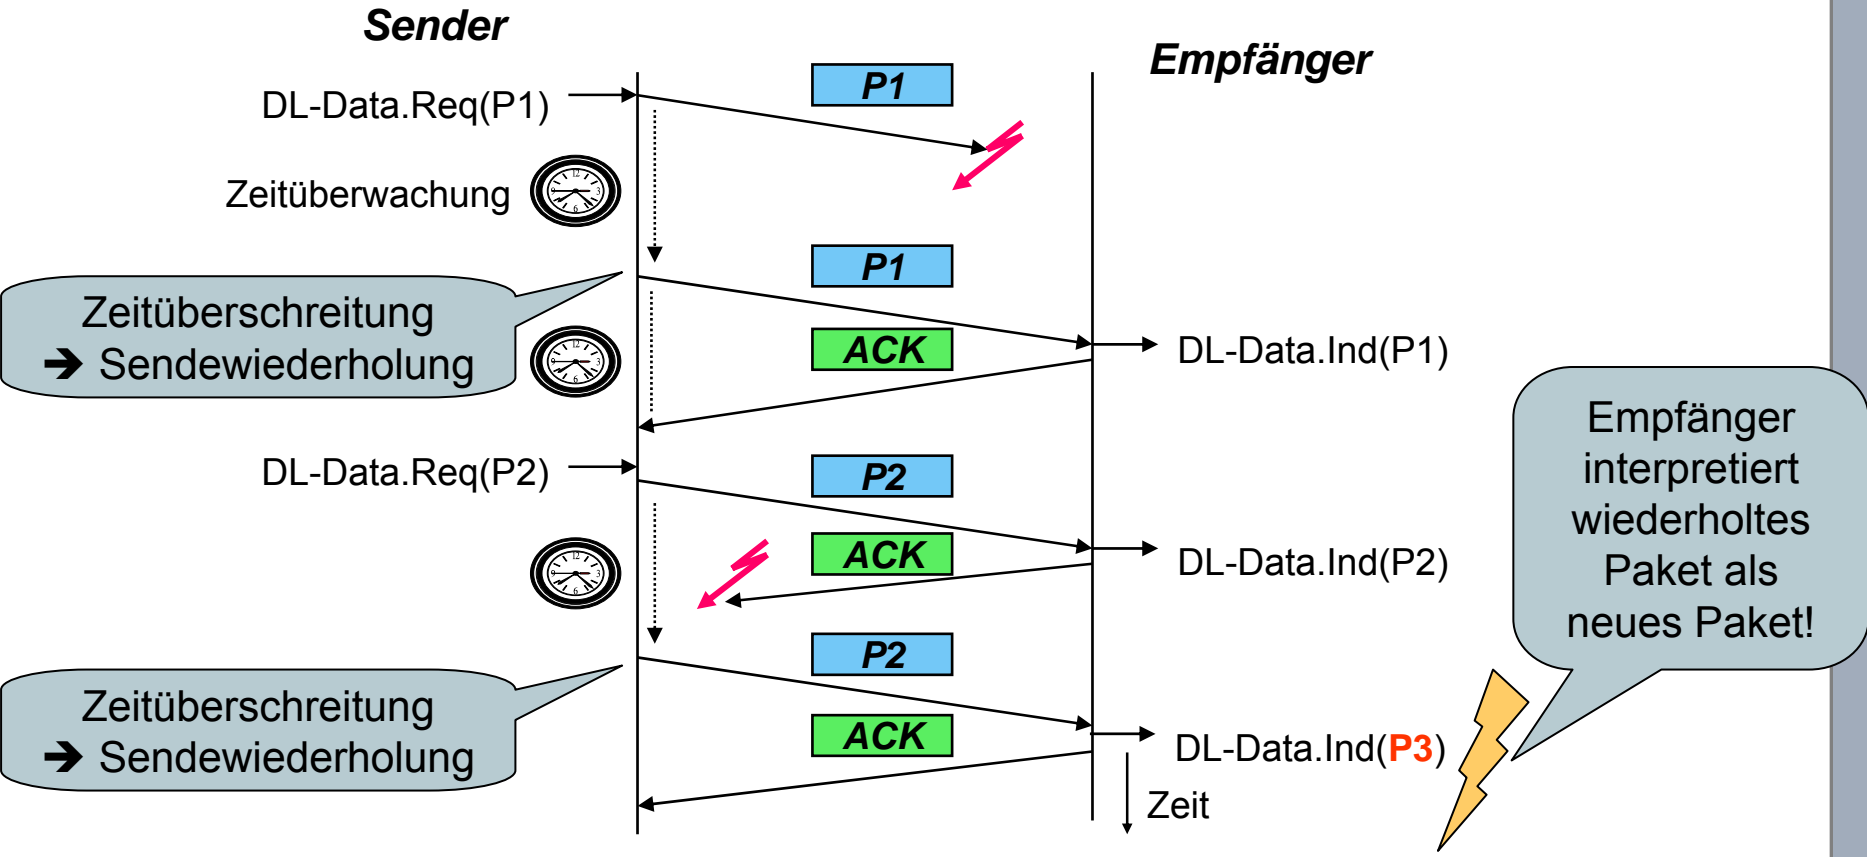 Sender
Empfänger
DL-Data.Req(P1)
P1
Zeitüberwachung
P1
Zeitüberschreitung
➔ Sendewiederholung
ACK
DL-Data.Ind(P1)
DL-Data.Req(P2)
P2
ACK
DL-Data.Ind(P2)
Empfänger
interpretiert
wiederholtes
Paket als
neues Paket!
P2
Zeitüberschreitung
➔ Sendewiederholung
ACK
DL-Data.Ind(P3)
Zeit